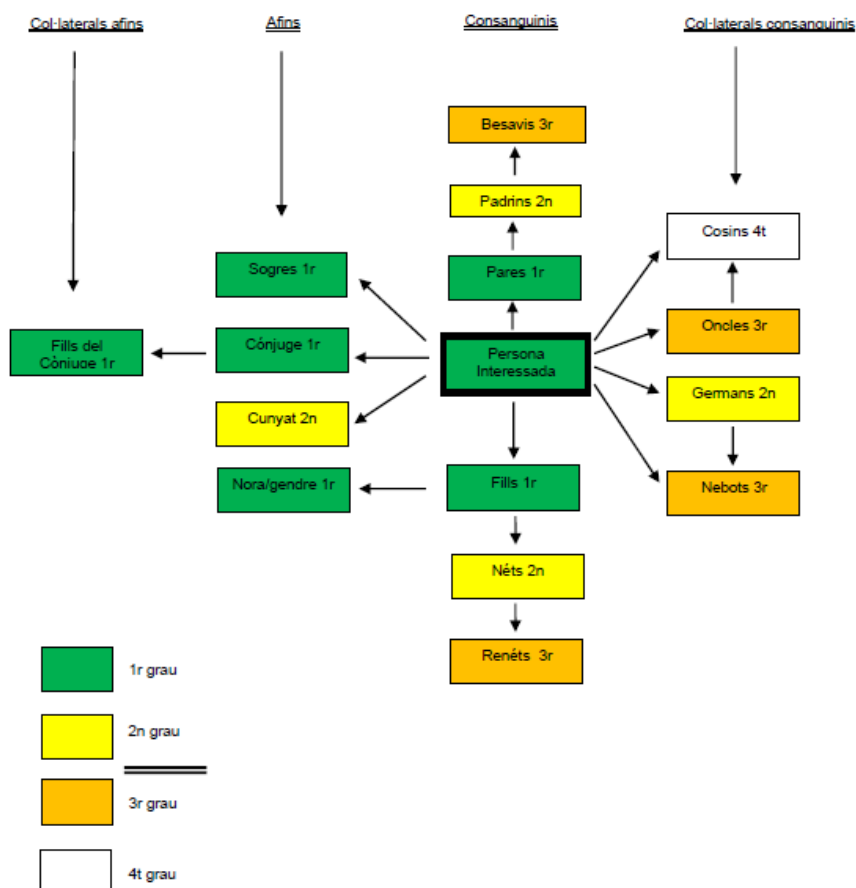 Col·laterals afins
Afins
Consanguinis
Col·laterals consanguinis
Besavis 3r
Padrins 2n
Cosins 4t
Sogres 1r
Pares 1r
Fills del
Cònjuge 1r
Cònjuge 1r
Persona
Interessada
Oncles 3r
Cunyat 2n
Germans 2n
Nora/gendre 1r
Fills 1r
Nebots 3r
Néts 2n
Renéts 3r
1r grau
2n grau
3r grau
4t grau